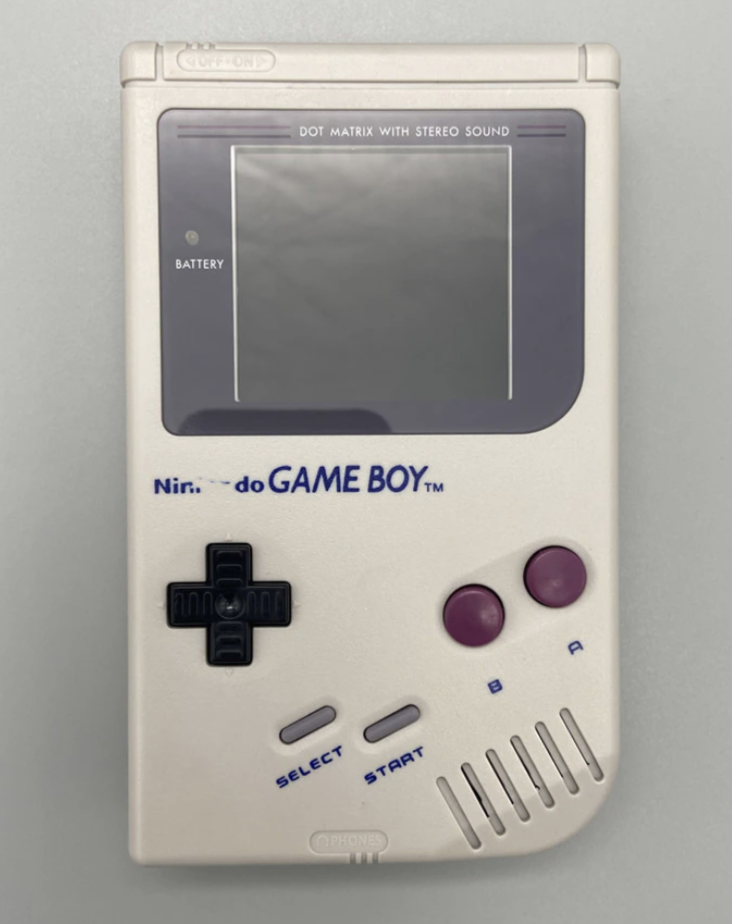 OFF•ON
DOT MATRIX WITH STEREO SOUND
BATTERY
GAME BOY™
A
B
SELECT
START
PHONES